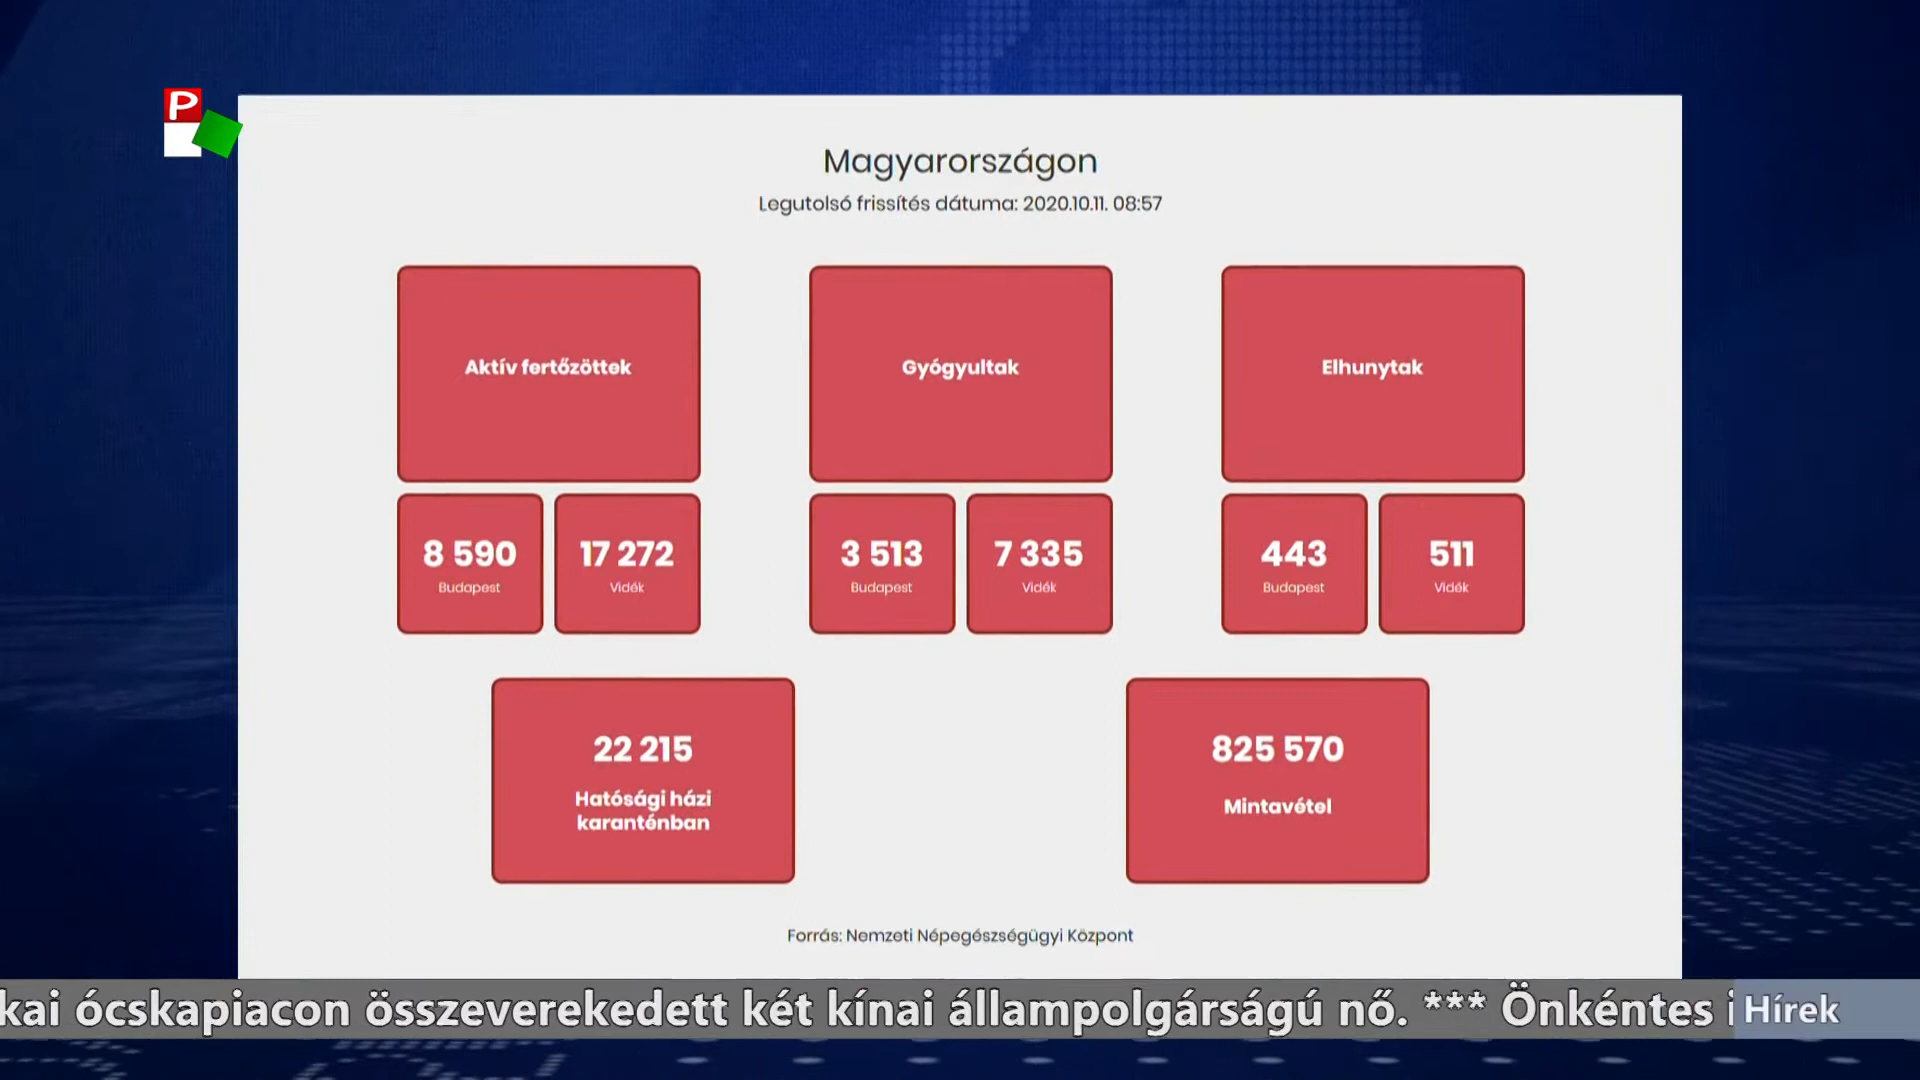 P
Magyarországon
Legutolsó frissítés dátuma: 2020.10.11. 08:57
Aktív fertőzöttek
Gyógyultak
Elhunytak
8 590
Budapest
17 272
Vidék
3 513
Budapest
7 335
Vidék
443
Budapest
511
Vidék
22 215
Hatósági házi
karanténban
825 570
Mintavétel
Forrás: Nemzeti Népegészségügyi Központ
kai ócskapiacon összeverekedett két kínai állampolgárságú nő. *** Önkéntes
Hírek